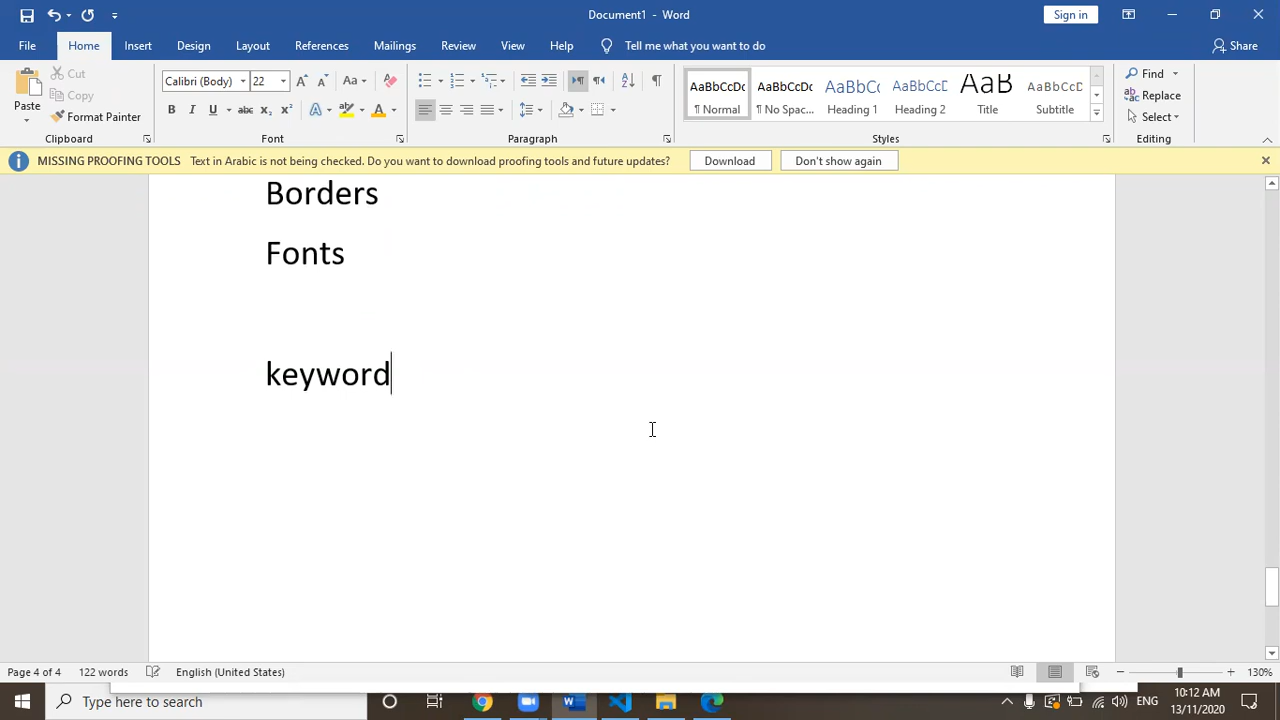 Document1 - Word
Sign in
File Home Insert Design Layout References Mailings Review View Help Tell me what you want to do Share
Paste
Cut
Copy
Format Painter
Clipboard
Calibri (Body) 22 Aa
B I U abc x₂ x² A A
Font
Paragraph
AaBbCcDc AaBbCcDc AaBbCc AaBbCcD AaB AaBbCcD
¶ Normal ¶ No Spac... Heading 1 Heading 2 Title Subtitle
Styles
Find
Replace
Select
Editing
MISSING PROOFING TOOLS Text in Arabic is not being checked. Do you want to download proofing tools and future updates? Download Don't show again
Borders
Fonts
keyword
Page 4 of 4 122 words English (United States) 130%
Type here to search
ENG
10:12 AM
13/11/2020